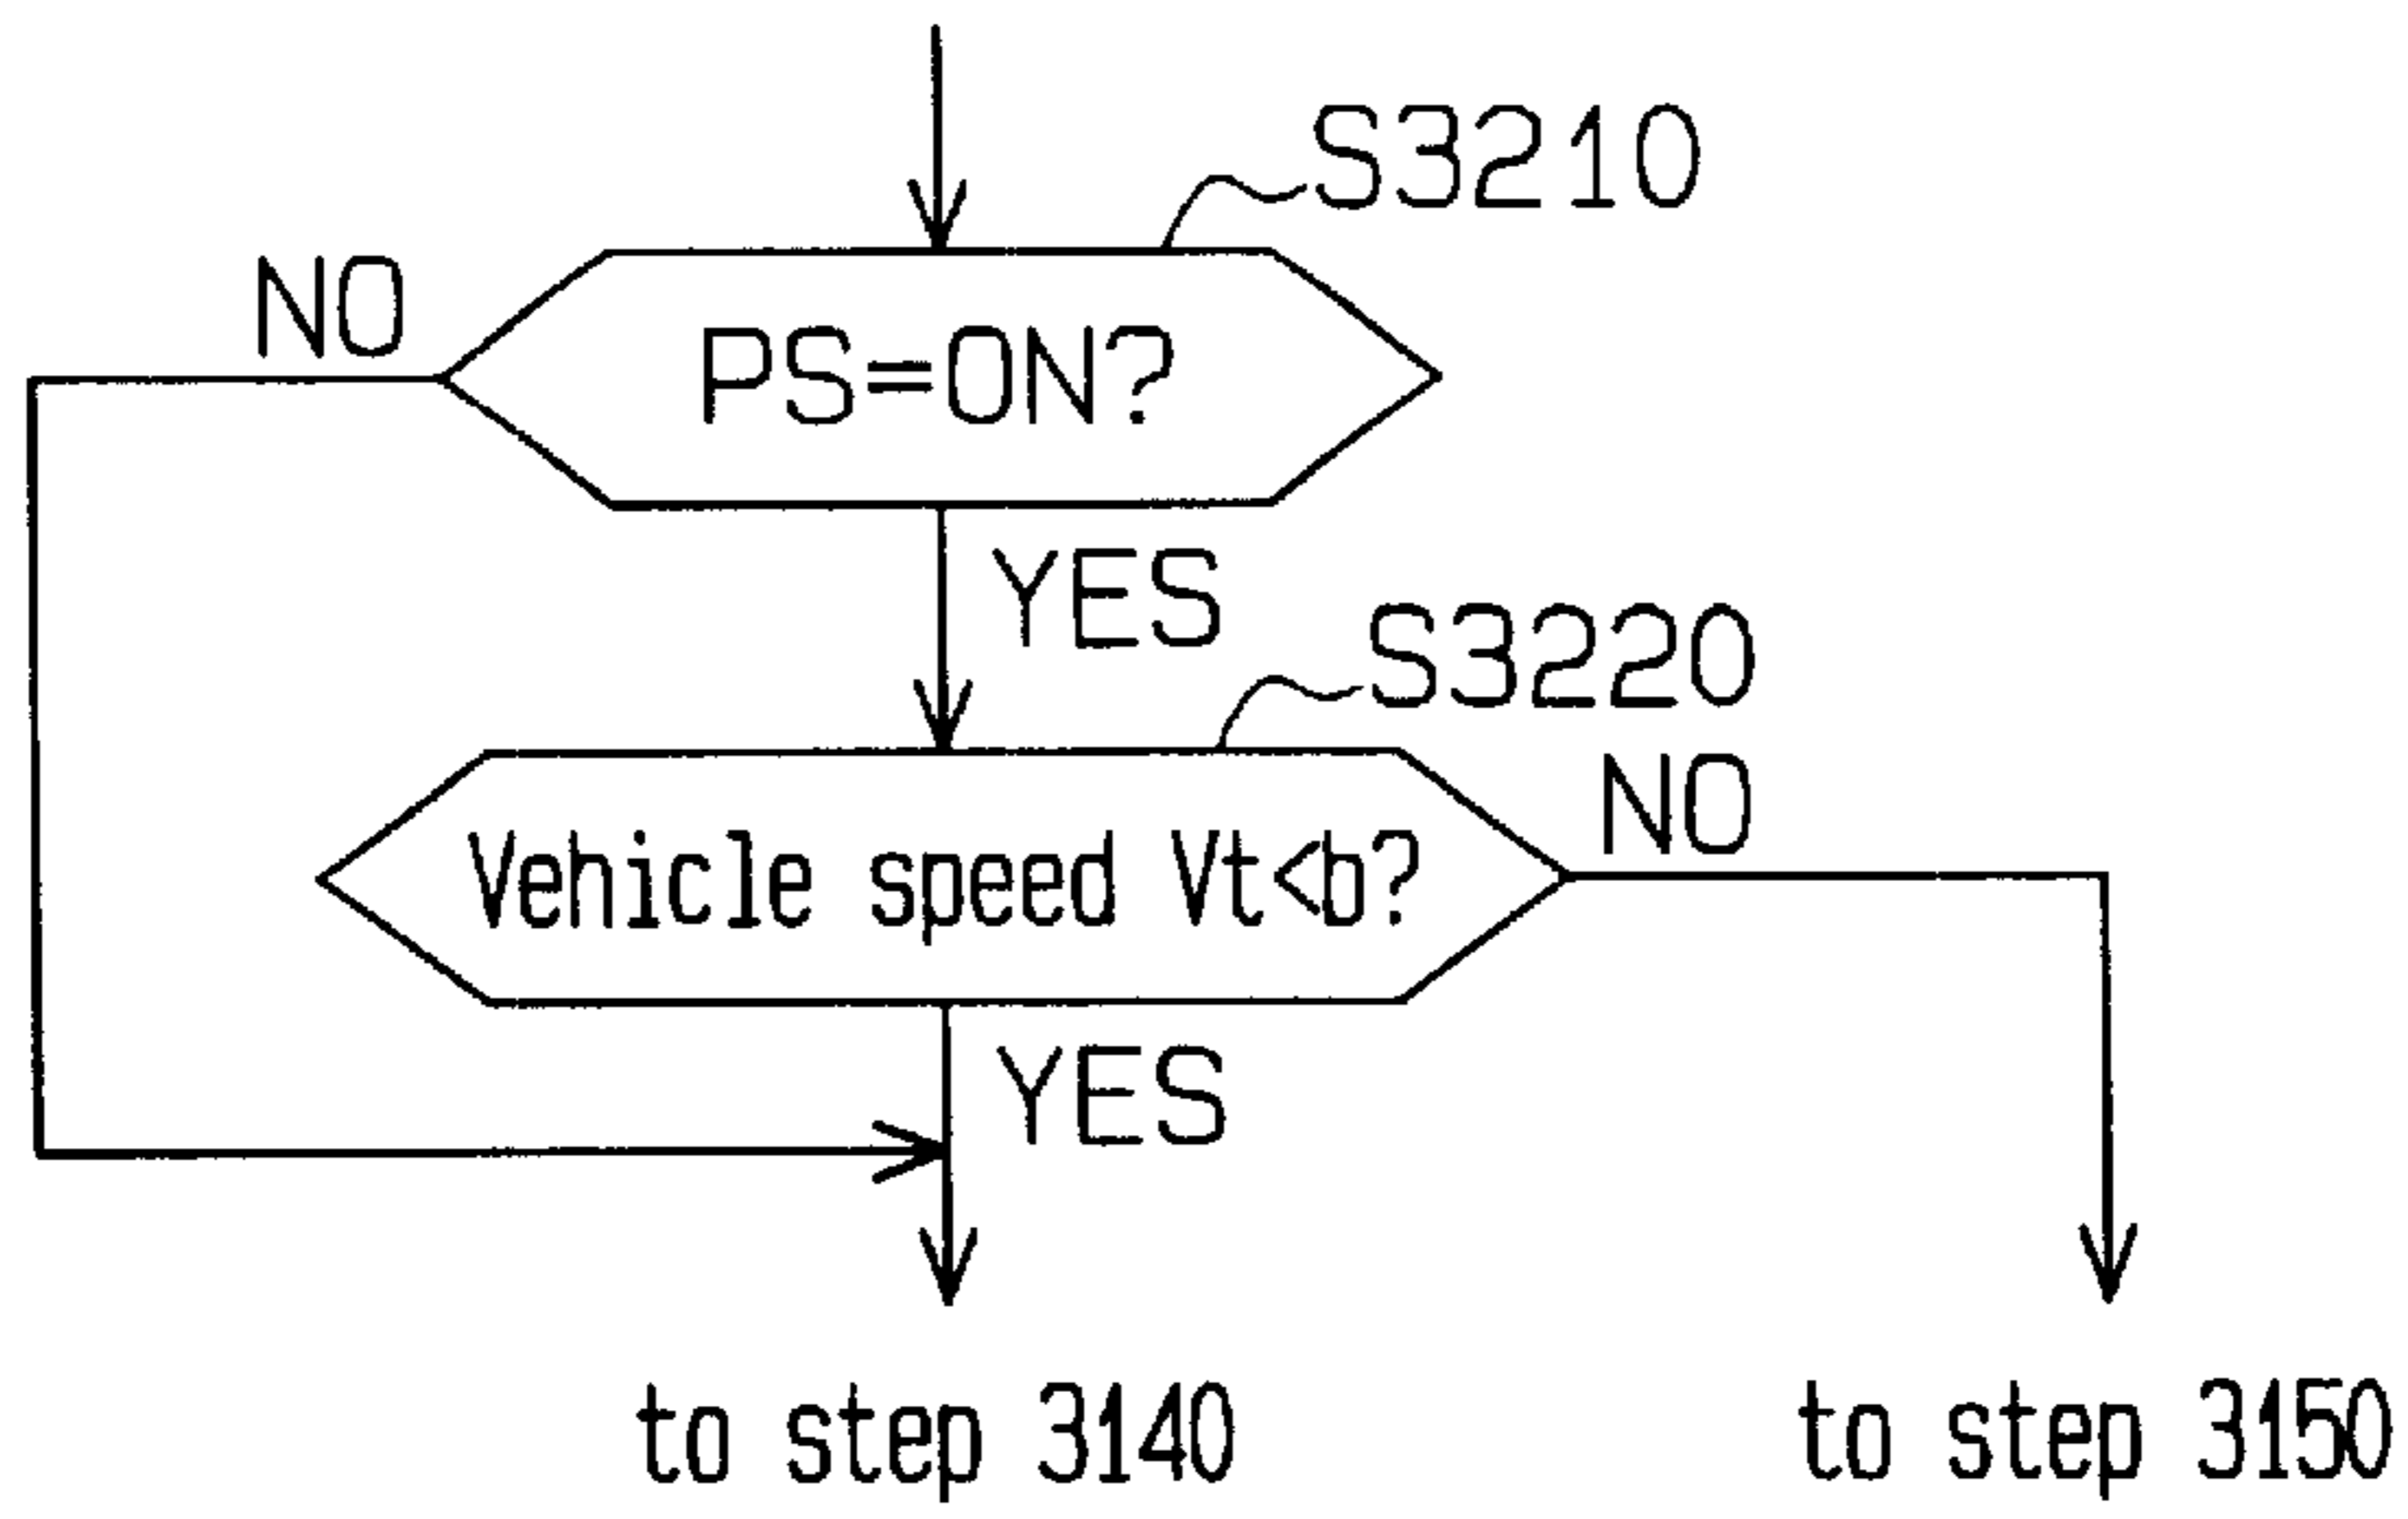 S3210
NO
PS=ON?
YES
S3220
NO
Vehicle speed Vt<b?
YES
to step 3140
to step 3150